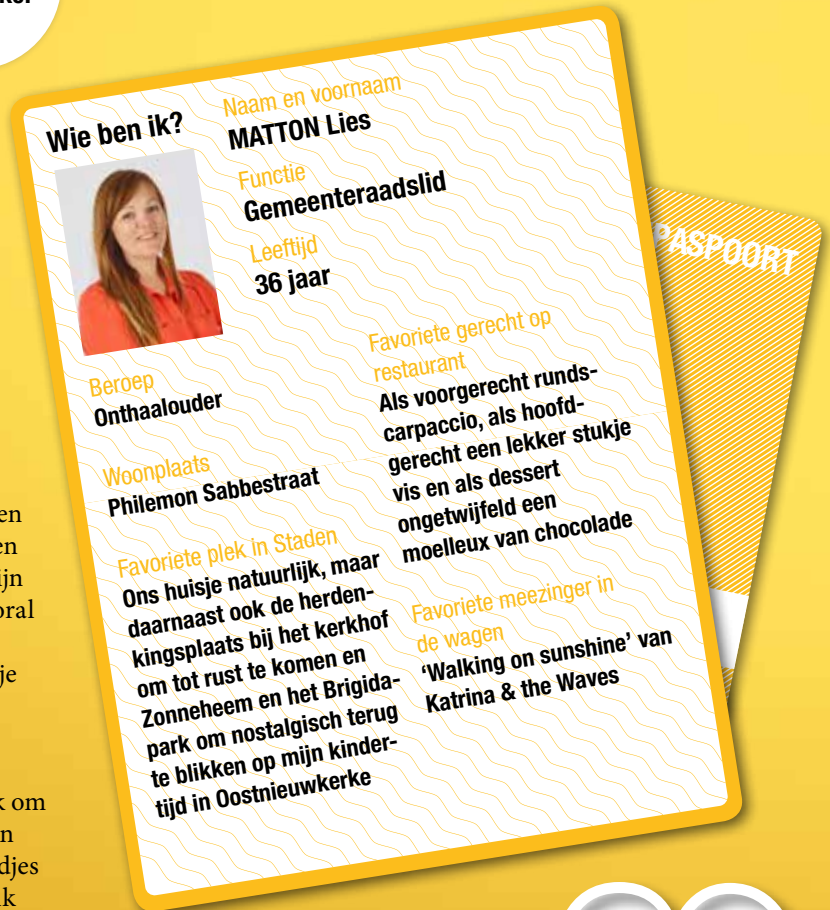 Wie ben ik?
Naam en voornaam
MATTON Lies
Functie
Gemeenteraadslid
Leeftijd
36 jaar
Beroep
Onthaalouder
Woonplaats
Philemon Sabbestraat
Favoriete plek in Staden
Ons huisje natuurlijk, maar
daarnaast ook de herden-
kingsplaats bij het kerkhof
om tot rust te komen en
Zonneheem en het Brigida-
park om nostalgisch terug
te blikken op mijn kinder-
tijd in Oostnieuwkerke
Favoriete gerecht op
restaurant
Als voorgerecht runds-
carpaccio, als hoofd-
gerecht een lekker stukje
vis en als dessert
ongetwijfeld een
moelleux van chocolade
Favoriete meezinger in
de wagen
‘Walking on sunshine’ van
Katrina & the Waves
PASPOORT
je
om